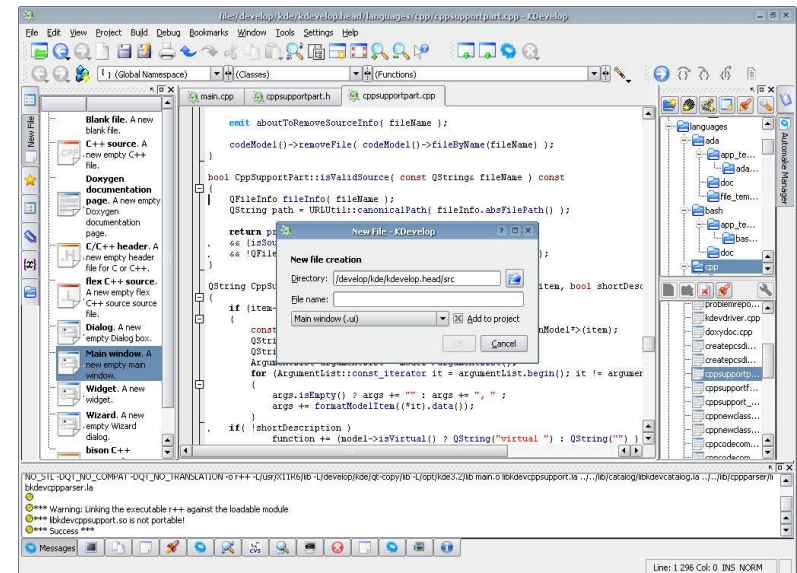 file:/develop/kde/kdevelop.head/languages/cpp/cppsupportpart.cpp - KDevelop
File Edit View Project Build Debug Bookmarks Window Tools Settings Help
{ } (Global Namespace) (Classes) (Functions)
New File
Blank file. A new
blank file.
C++ source. A
new empty C++
file.
Doxygen
documentation
page. A new empty
Doxygen
documentation
page.
C/C++ header. A
new empty header
file for C or C++.
flex C++ source.
A new empty flex
C++ source source
file.
Dialog. A new
empty Dialog box.
Main window. A
new empty main
window.
Widget. A new
widget.
Wizard. A new
empty Wizard
dialog.
bison C++
main.cpp cppsupportpart.h cppsupportpart.cpp
emit aboutToRemoveSourceInfo( fileName );
codeModel()->removeFile( codeModel()->fileByName(fileName) );
}
bool CppSupportPart::isValidSource( const QString& fileName ) const
{
QFileInfo fileInfo( fileName );
QString path = URLUtil::canonicalPath( fileInfo.absFilePath() );
return pr
&& (isSou
&& !QFile );
}
QString CppS item, bool shortDesc
{
if (item-
{
const nModel*>(item);
QStri
QStri
for (ArgumentList::const_iterator it = argumentList.begin(); it != argumen
{
args.isEmpty() ? args += "" : args += ", " ;
args += formatModelItem((*it).data());
}
if( !shortDescription )
function += (model->isVirtual() ? QString("virtual ") : QString("") )
New File - KDevelop
New file creation
Directory: /develop/kde/kdevelop.head/src
File name:
Main window (.ui) Add to project
OK Cancel
languages
ada
app_te...
ada...
doc
file_tem...
bash
app_te...
bas...
doc
cpp
Automake Manager
problemrepo...
kdevdriver.cpp
doxydoc.cpp
createpcsdi...
createpcsdi...
cppsupportp...
cppsupportf...
cppsupport_...
cppnewclass...
cppnewclass...
cppcodecom...
cppcodecom...
NO_STL -DQT_NO_COMPAT -DQT_NO_TRANSLATION -o r++ -L/usr/X11R6/lib -L/develop/kde/qt-copy/lib -L/opt/kde3.2/lib main.o libkdevcppsupport.la ../../lib/catalog/libkdevcatalog.la ../../lib/cppparser/li
bkdevcppparser.la
*** Warning: Linking the executable r++ against the loadable module
*** libkdevcppsupport.so is not portable!
*** Success ***
Messages CVS
Line: 1 296 Col: 0 INS NORM